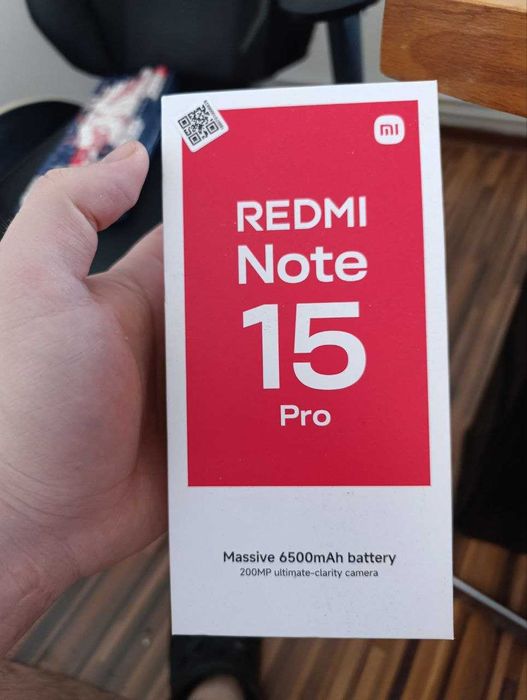 mi
REDMI
Note
15
Pro
Massive 6500mAh battery
200MP ultimate-clarity camera